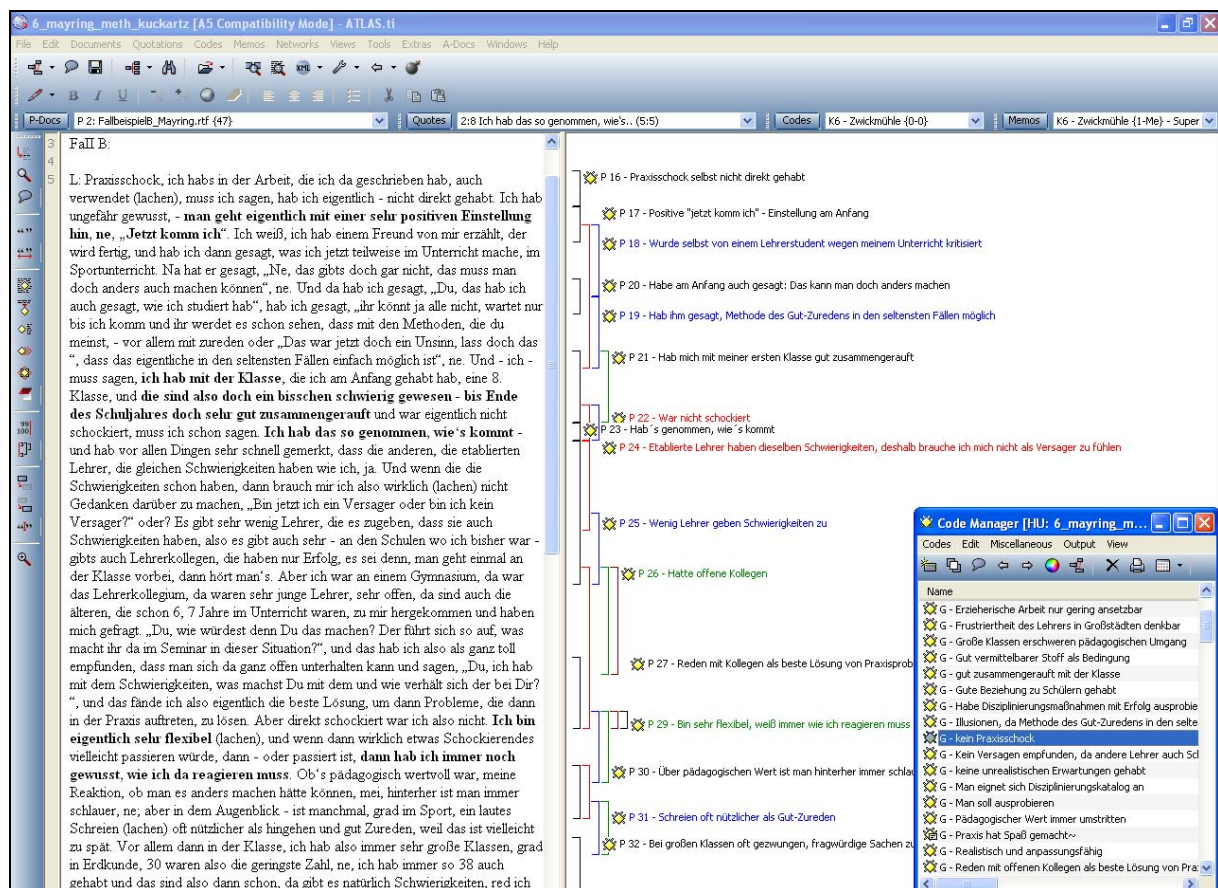 6_mayring_meth_kuckartz [A5 Compatibility Mode] - ATLAS.ti
File Edit Documents Quotations Codes Memos Networks Views Tools Extras A-Docs Windows Help
B I U
P-Docs P 2: FallbeispielB_Mayring.rtf {47} Quotes 2:8 Ich hab das so genommen, wie's.. (5:5) Codes K6 - Zwickmühle {0-0} Memos K6 - Zwickmühle {1-Me} - Super
3 Fall B:
4
5 L: Praxisschock, ich habs in der Arbeit, die ich da geschrieben hab, auch
verwendet (lachen), muss ich sagen, hab ich eigentlich - nicht direkt gehabt. Ich hab
ungefähr gewusst, - man geht eigentlich mit einer sehr positiven Einstellung
hin, ne, „Jetzt komm ich“. Ich weiß, ich hab einem Freund von mir erzählt, der
wird fertig, und hab ich dann gesagt, was ich jetzt teilweise im Unterricht mache, im
Sportunterricht. Na hat er gesagt, „Ne, das gibts doch gar nicht, das muss man
doch anders auch machen können“, ne. Und da hab ich gesagt, „Du, das hab ich
auch gesagt, wie ich studiert hab“, hab ich gesagt, „ihr könnt ja alle nicht, wartet nur
bis ich komm und ihr werdet es schon sehen, dass mit den Methoden, die du
meinst, - vor allem mit zureden oder „Das war jetzt doch ein Unsinn, lass doch das
“, dass das eigentliche in den seltensten Fällen einfach möglich ist“, ne. Und - ich -
muss sagen, ich hab mit der Klasse, die ich am Anfang gehabt hab, eine 8.
Klasse, und die sind also doch ein bisschen schwierig gewesen - bis Ende
des Schuljahres doch sehr gut zusammengerauft und war eigentlich nicht
schockiert, muss ich schon sagen. Ich hab das so genommen, wie‘s kommt -
und hab vor allen Dingen sehr schnell gemerkt, dass die anderen, die etablierten
Lehrer, die gleichen Schwierigkeiten haben wie ich, ja. Und wenn die die
Schwierigkeiten schon haben, dann brauch mir ich also wirklich (lachen) nicht
Gedanken darüber zu machen, „Bin jetzt ich ein Versager oder bin ich kein
Versager?“ oder? Es gibt sehr wenig Lehrer, die es zugeben, dass sie auch
Schwierigkeiten haben, also es gibt auch sehr - an den Schulen wo ich bisher war -
gibts auch Lehrerkollegen, die haben nur Erfolg, es sei denn, man geht einmal an
der Klasse vorbei, dann hört man‘s. Aber ich war an einem Gymnasium, da war
das Lehrerkollegium, da waren sehr junge Lehrer, sehr offen, da sind auch die
älteren, die schon 6, 7 Jahre im Unterricht waren, zu mir hergekommen und haben
mich gefragt. „Du, wie würdest denn Du das machen? Der führt sich so auf, was
macht ihr da im Seminar in dieser Situation?“, und das hab ich also als ganz toll
empfunden, dass man sich da ganz offen unterhalten kann und sagen, „Du, ich hab
mit dem Schwierigkeiten, was machst Du mit dem und wie verhält sich der bei Dir?
“, und das fände ich also eigentlich die beste Lösung, um dann Probleme, die dann
in der Praxis auftreten, zu lösen. Aber direkt schockiert war ich also nicht. Ich bin
eigentlich sehr flexibel (lachen), und wenn dann wirklich etwas Schockierendes
vielleicht passieren würde, dann - oder passiert ist, dann hab ich immer noch
gewusst, wie ich da reagieren muss. Ob‘s pädagogisch wertvoll war, meine
Reaktion, ob man es anders machen hätte können, mei, hinterher ist man immer
schlauer, ne; aber in dem Augenblick - ist manchmal, grad im Sport, ein lautes
Schreien (lachen) oft nützlicher als hingehen und gut Zureden, weil das ist vielleicht
zu spät. Vor allem dann in der Klasse, ich hab also immer sehr große Klassen, grad
in Erdkunde, 30 waren also die geringste Zahl, ne, ich hab immer so 38 auch
gehabt und das sind also dann schon, da gibt es natürlich Schwierigkeiten, red ich
P 16 - Praxisschock selbst nicht direkt gehabt
P 17 - Positive "jetzt komm ich" - Einstellung am Anfang
P 18 - Wurde selbst von einem Lehrerstudent wegen meinem Unterricht kritisiert
P 20 - Habe am Anfang auch gesagt: Das kann man doch anders machen
P 19 - Hab ihm gesagt, Methode des Gut-Zuredens in den seltensten Fällen möglich
P 21 - Hab mich mit meiner ersten Klasse gut zusammengerauft
P 22 - War nicht schockiert
P 23 - Hab´s genommen, wie´s kommt
P 24 - Etablierte Lehrer haben dieselben Schwierigkeiten, deshalb brauche ich mich nicht als Versager zu fühlen
P 25 - Wenig Lehrer geben Schwierigkeiten zu
P 26 - Hatte offene Kollegen
P 27 - Reden mit Kollegen als beste Lösung von Praxisprob
P 29 - Bin sehr flexibel, weiß immer wie ich reagieren muss
P 30 - Über pädagogischen Wert ist man hinterher immer schlau
P 31 - Schreien oft nützlicher als Gut-Zureden
P 32 - Bei großen Klassen oft gezwungen, fragwürdige Sachen zu
Code Manager [HU: 6_mayring_m...
Codes Edit Miscellaneous Output View
Name
G - Erzieherische Arbeit nur gering ansetzbar
G - Frustriertheit des Lehrers in Großstädten denkbar
G - Große Klassen erschweren pädagogischen Umgang
G - Gut vermittelbarer Stoff als Bedingung
G - gut zusammengerauft mit der Klasse
G - Gute Beziehung zu Schülern gehabt
G - Habe Disziplinierungsmaßnahmen mit Erfolg ausprobie
G - Illusionen, da Methode des Gut-Zuredens in den selte
G - kein Praxisschock
G - Kein Versagen empfunden, da andere Lehrer auch Sc
G - keine unrealistischen Erwartungen gehabt
G - Man eignet sich Disziplinierungskatalog an
G - Man soll ausprobieren
G - Pädagogischer Wert immer umstritten
G - Praxis hat Spaß gemacht~
G - Realistisch und anpassungsfähig
G - Reden mit offenen Kollegen als beste Lösung von Pra